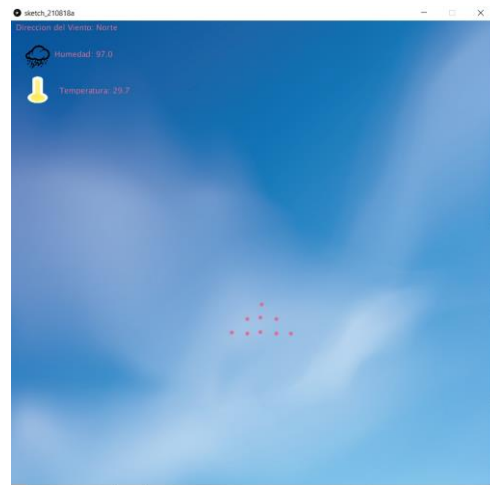 sketch_210818a
Direccion del Viento: Norte
Humedad: 97.0
Temperatura: 29.7
*
* * *
* * * * *